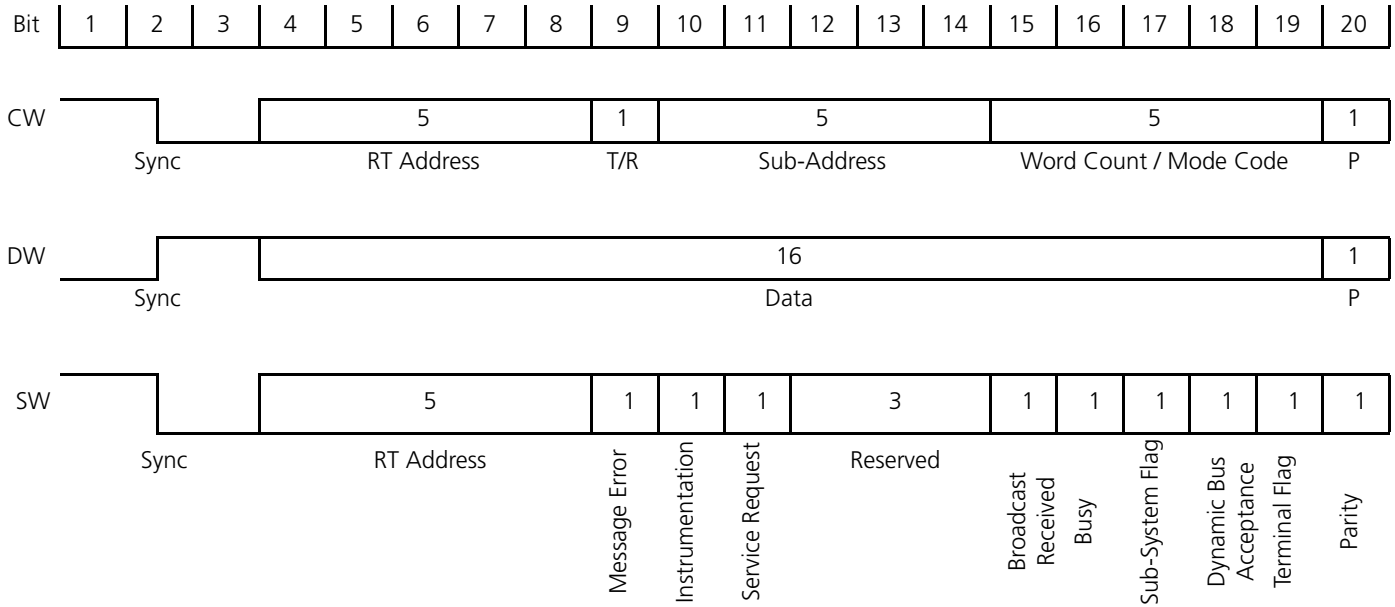 Bit 1 2 3 4 5 6 7 8 9 10 11 12 13 14 15 16 17 18 19 20
CW 5 1 5 5 1
Sync RT Address T/R Sub-Address Word Count / Mode Code P
DW 16 1
Sync Data P
SW 5 1 1 1 3 1 1 1 1 1 1
Sync RT Address Reserved
Message Error
Instrumentation
Service Request
Broadcast
Received
Busy
Sub-System Flag
Dynamic Bus
Acceptance
Terminal Flag
Parity